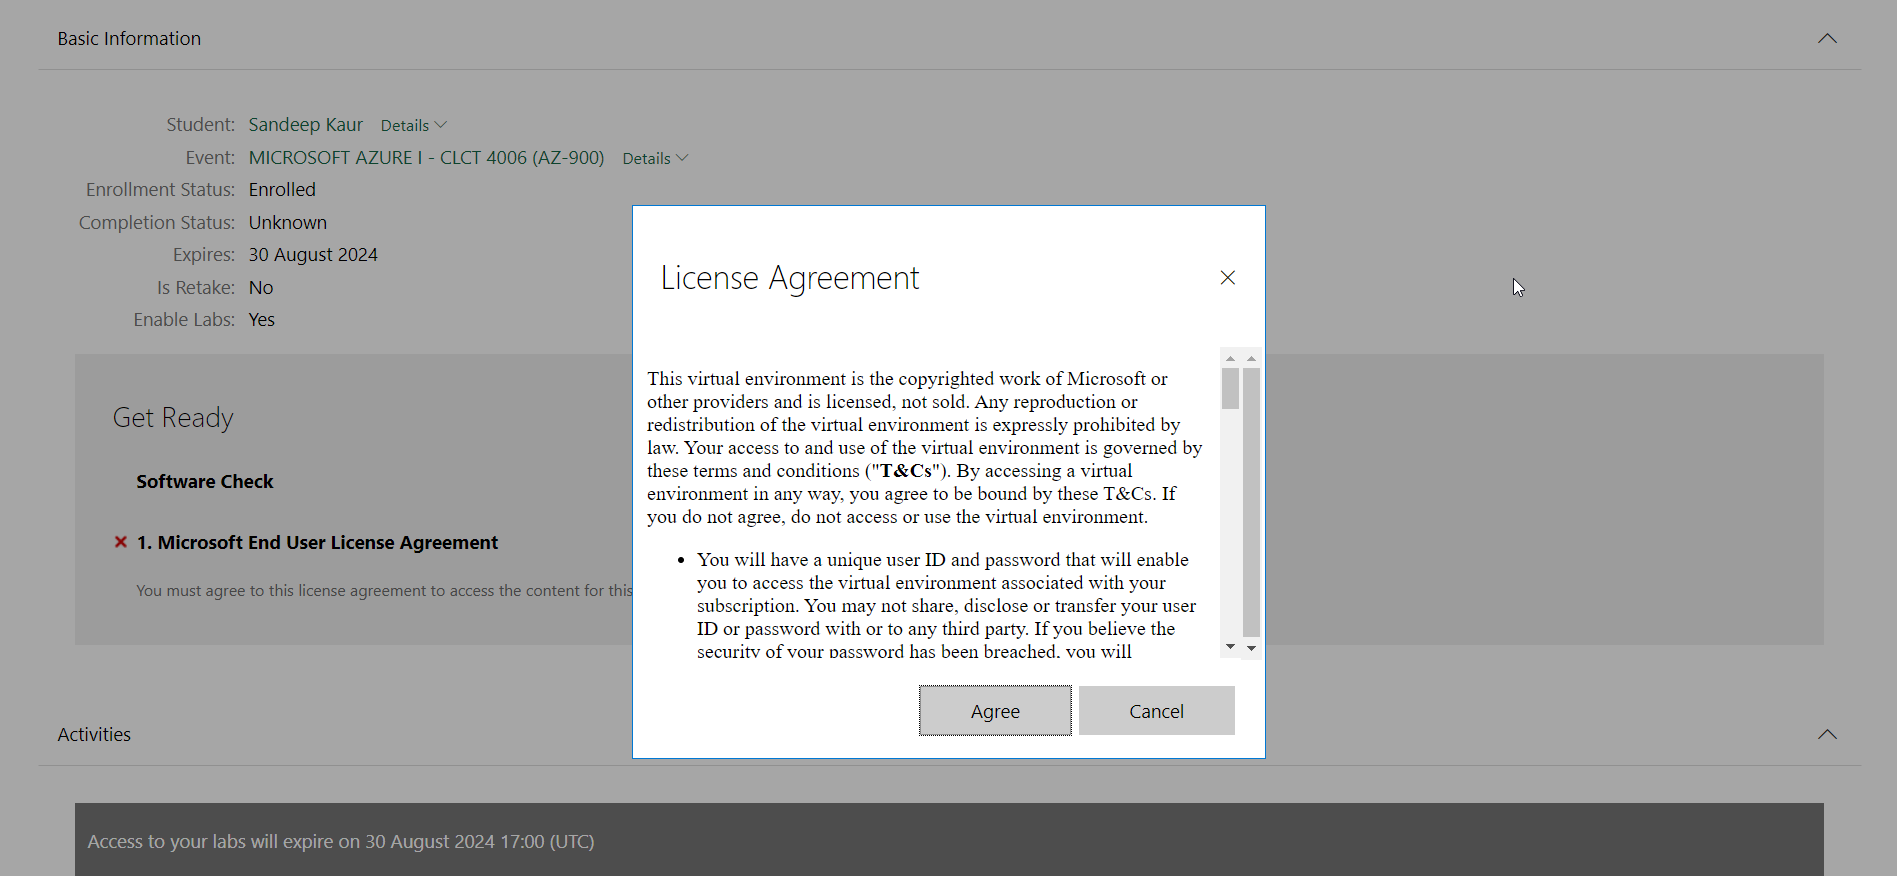 Basic Information
Student: Sandeep Kaur Details
Event: MICROSOFT AZURE I - CLCT 4006 (AZ-900) Details
Enrollment Status: Enrolled
Completion Status: Unknown
Expires: 30 August 2024
Is Retake: No
Enable Labs: Yes
Get Ready
Software Check
1. Microsoft End User License Agreement
You must agree to this license agreement to access the content for this
License Agreement
This virtual environment is the copyrighted work of Microsoft or
other providers and is licensed, not sold. Any reproduction or
redistribution of the virtual environment is expressly prohibited by
law. Your access to and use of the virtual environment is governed by
these terms and conditions ("T&Cs"). By accessing a virtual
environment in any way, you agree to be bound by these T&Cs. If
you do not agree, do not access or use the virtual environment.
• You will have a unique user ID and password that will enable
you to access the virtual environment associated with your
subscription. You may not share, disclose or transfer your user
ID or password with or to any third party. If you believe the
security of your password has been breached, you will
Agree
Cancel
Activities
Access to your labs will expire on 30 August 2024 17:00 (UTC)